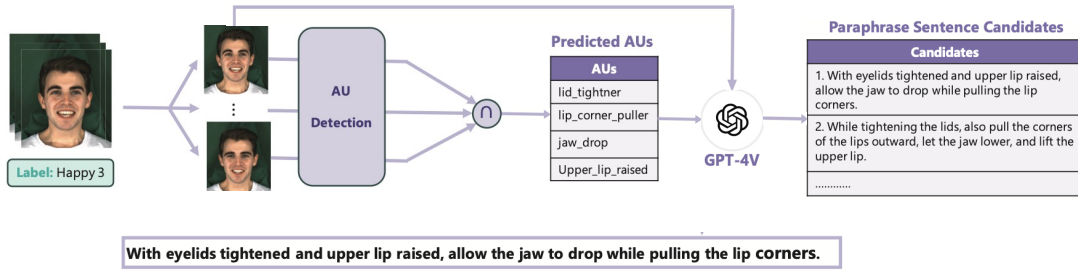 Label: Happy 3
AU
Detection
∩
Predicted AUs
AUs
lid_tightner
lip_corner_puller
jaw_drop
Upper_lip_raised
GPT-4V
Paraphrase Sentence Candidates
Candidates
1. With eyelids tightened and upper lip raised,
allow the jaw to drop while pulling the lip
corners.
2. While tightening the lids, also pull the corners
of the lips outward, let the jaw lower, and lift the
upper lip.
............
With eyelids tightened and upper lip raised, allow the jaw to drop while pulling the lip corners.